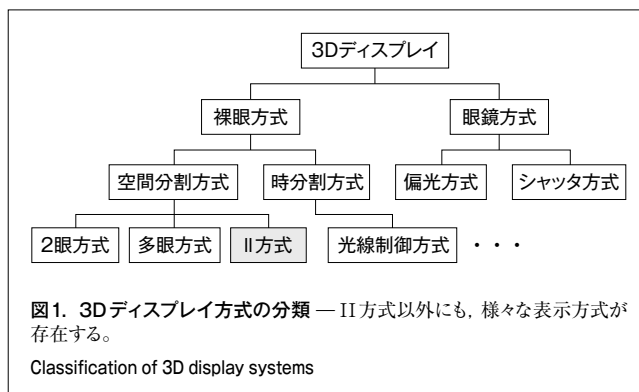 3Dディスプレイ
裸眼方式 眼鏡方式
空間分割方式 時分割方式 偏光方式 シャッタ方式
2眼方式 多眼方式 II方式 光線制御方式 ・・・
図1. 3Dディスプレイ方式の分類 — II方式以外にも,様々な表示方式が
存在する。
Classification of 3D display systems